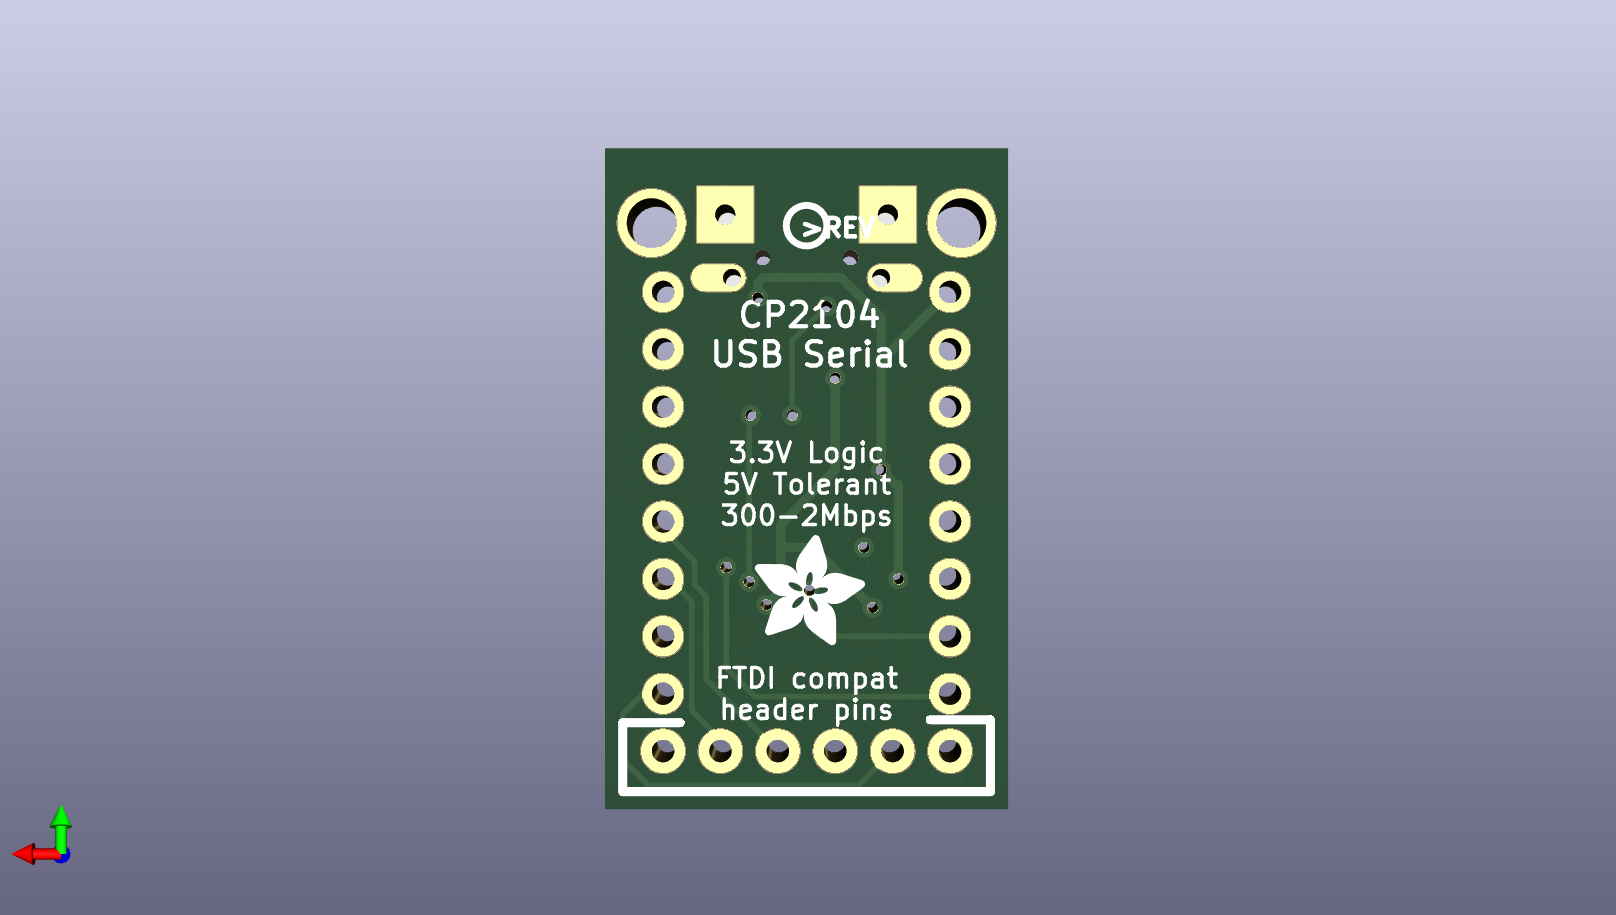 >REV
CP2104
USB Serial
3.3V Logic
5V Tolerant
300-2Mbps
FTDI compat
header pins